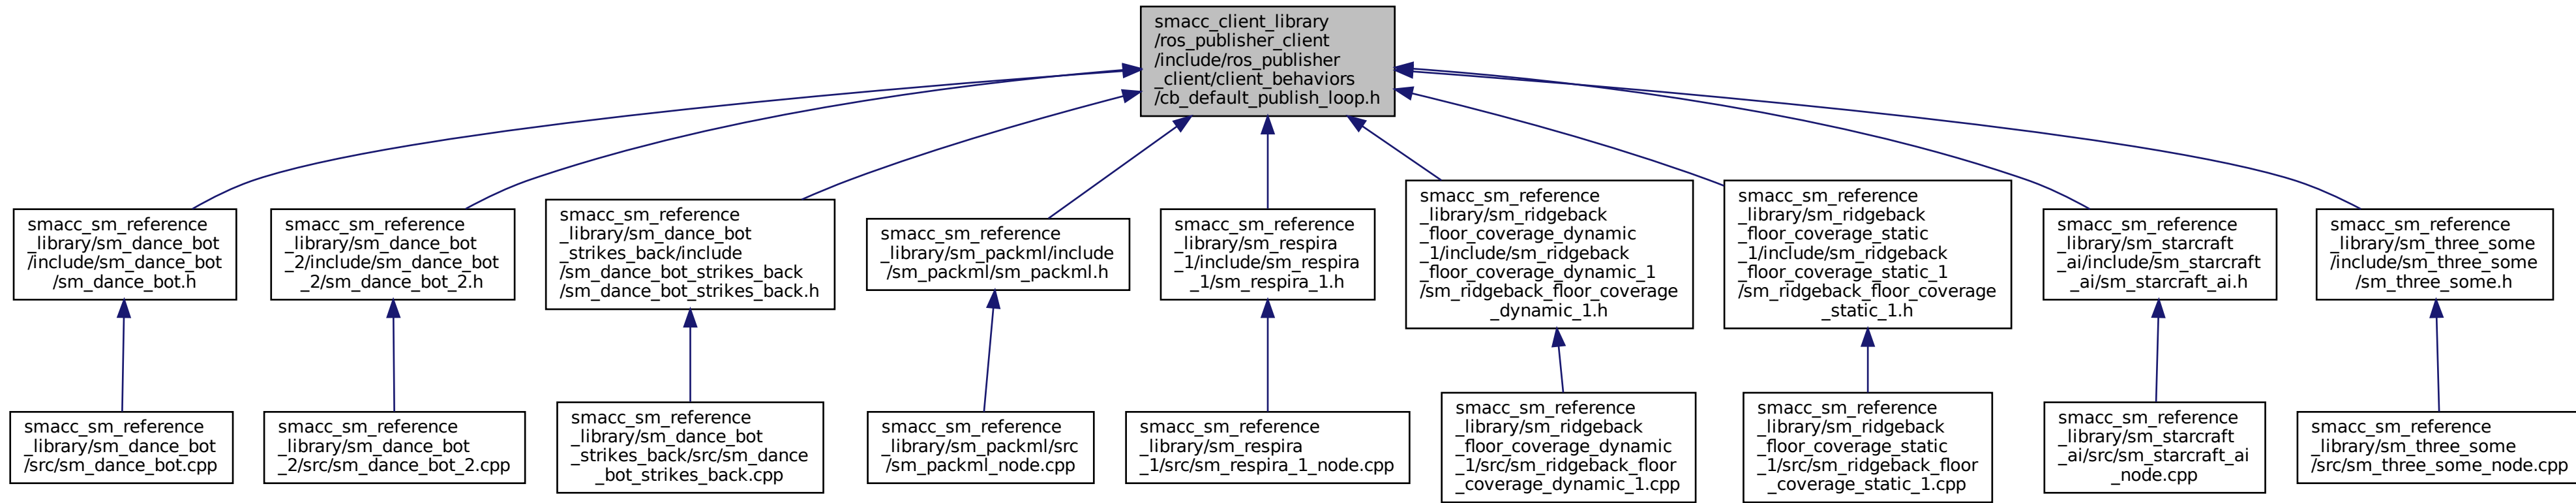 smacc_client_library
/ros_publisher_client
/include/ros_publisher
_client/client_behaviors
/cb_default_publish_loop.h
smacc_sm_reference
_library/sm_dance_bot
/include/sm_dance_bot
/sm_dance_bot.h
smacc_sm_reference
_library/sm_dance_bot
_2/include/sm_dance_bot
_2/sm_dance_bot_2.h
smacc_sm_reference
_library/sm_dance_bot
_strikes_back/include
/sm_dance_bot_strikes_back
/sm_dance_bot_strikes_back.h
smacc_sm_reference
_library/sm_packml/include
/sm_packml/sm_packml.h
smacc_sm_reference
_library/sm_respira
_1/include/sm_respira
_1/sm_respira_1.h
smacc_sm_reference
_library/sm_ridgeback
_floor_coverage_dynamic
_1/include/sm_ridgeback
_floor_coverage_dynamic_1
/sm_ridgeback_floor_coverage
_dynamic_1.h
smacc_sm_reference
_library/sm_ridgeback
_floor_coverage_static
_1/include/sm_ridgeback
_floor_coverage_static_1
/sm_ridgeback_floor_coverage
_static_1.h
smacc_sm_reference
_library/sm_starcraft
_ai/include/sm_starcraft
_ai/sm_starcraft_ai.h
smacc_sm_reference
_library/sm_three_some
/include/sm_three_some
/sm_three_some.h
smacc_sm_reference
_library/sm_dance_bot
/src/sm_dance_bot.cpp
smacc_sm_reference
_library/sm_dance_bot
_2/src/sm_dance_bot_2.cpp
smacc_sm_reference
_library/sm_dance_bot
_strikes_back/src/sm_dance
_bot_strikes_back.cpp
smacc_sm_reference
_library/sm_packml/src
/sm_packml_node.cpp
smacc_sm_reference
_library/sm_respira
_1/src/sm_respira_1_node.cpp
smacc_sm_reference
_library/sm_ridgeback
_floor_coverage_dynamic
_1/src/sm_ridgeback_floor
_coverage_dynamic_1.cpp
smacc_sm_reference
_library/sm_ridgeback
_floor_coverage_static
_1/src/sm_ridgeback_floor
_coverage_static_1.cpp
smacc_sm_reference
_library/sm_starcraft
_ai/src/sm_starcraft_ai
_node.cpp
smacc_sm_reference
_library/sm_three_some
/src/sm_three_some_node.cpp